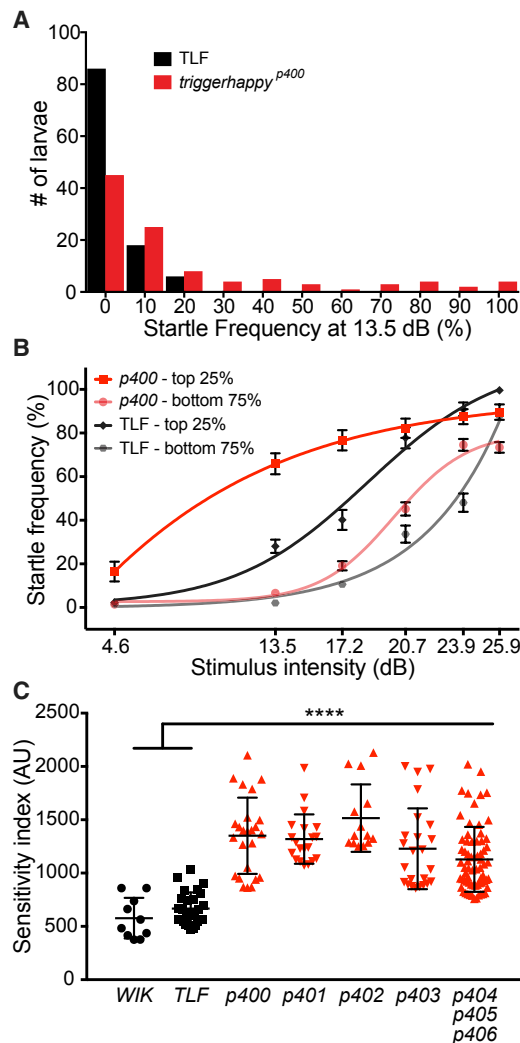 A
TLF
triggerhappy p400
# of larvae
100
80
60
40
20
0
0 10 20 30 40 50 60 70 80 90 100
Startle Frequency at 13.5 dB (%)
B
p400 - top 25%
p400 - bottom 75%
TLF - top 25%
TLF - bottom 75%
Startle frequency (%)
100
80
60
40
20
0
4.6 13.5 17.2 20.7 23.9 25.9
Stimulus intensity (dB)
C
****
Sensitivity index (AU)
2500
2000
1500
1000
500
0
WIK TLF p400 p401 p402 p403 p404
p405
p406